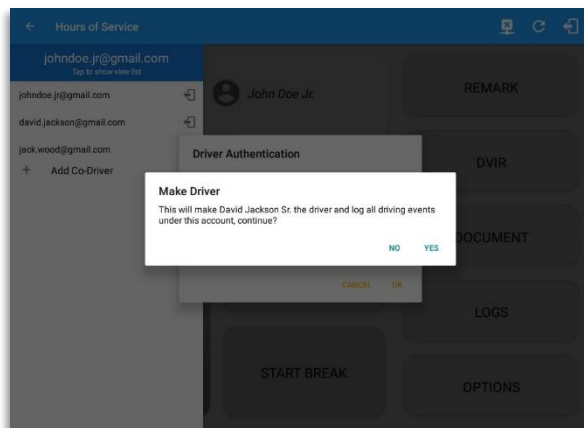 Hours of Service
johndoe.jr@gmail.com
Tap to show view list
johndoe.jr@gmail.com
david.jackson@gmail.com
jack.wood@gmail.com
+ Add Co-Driver
John Doe Jr.
REMARK
DVIR
DOCUMENT
LOGS
OPTIONS
START BREAK
Driver Authentication
Make Driver
This will make David Jackson Sr. the driver and log all driving events
under this account, continue?
NO YES
CANCEL OK